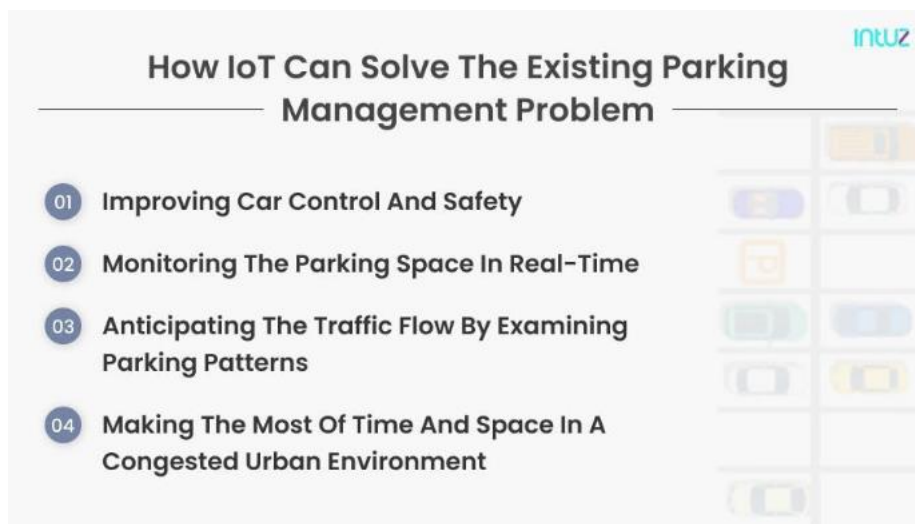 INTUZ
How IoT Can Solve The Existing Parking
Management Problem
01 Improving Car Control And Safety
02 Monitoring The Parking Space In Real-Time
03 Anticipating The Traffic Flow By Examining
Parking Patterns
04 Making The Most Of Time And Space In A
Congested Urban Environment
P